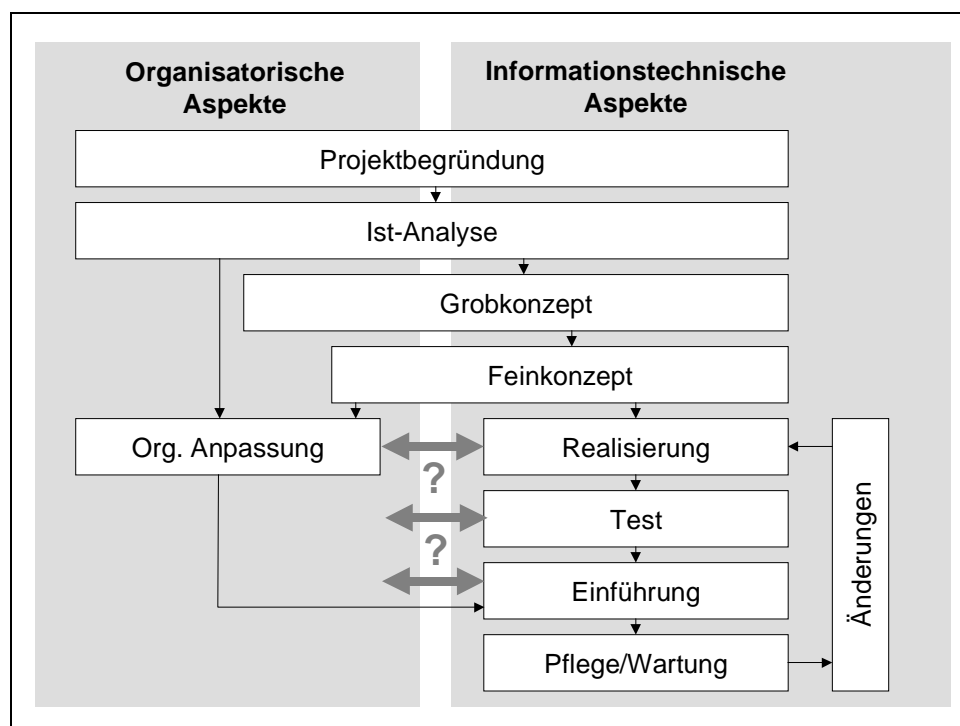 Organisatorische
Aspekte
Informationstechnische
Aspekte
Projektbegründung
Ist-Analyse
Grobkonzept
Feinkonzept
Org. Anpassung
Realisierung
?
Test
?
Einführung
Pflege/Wartung
Änderungen